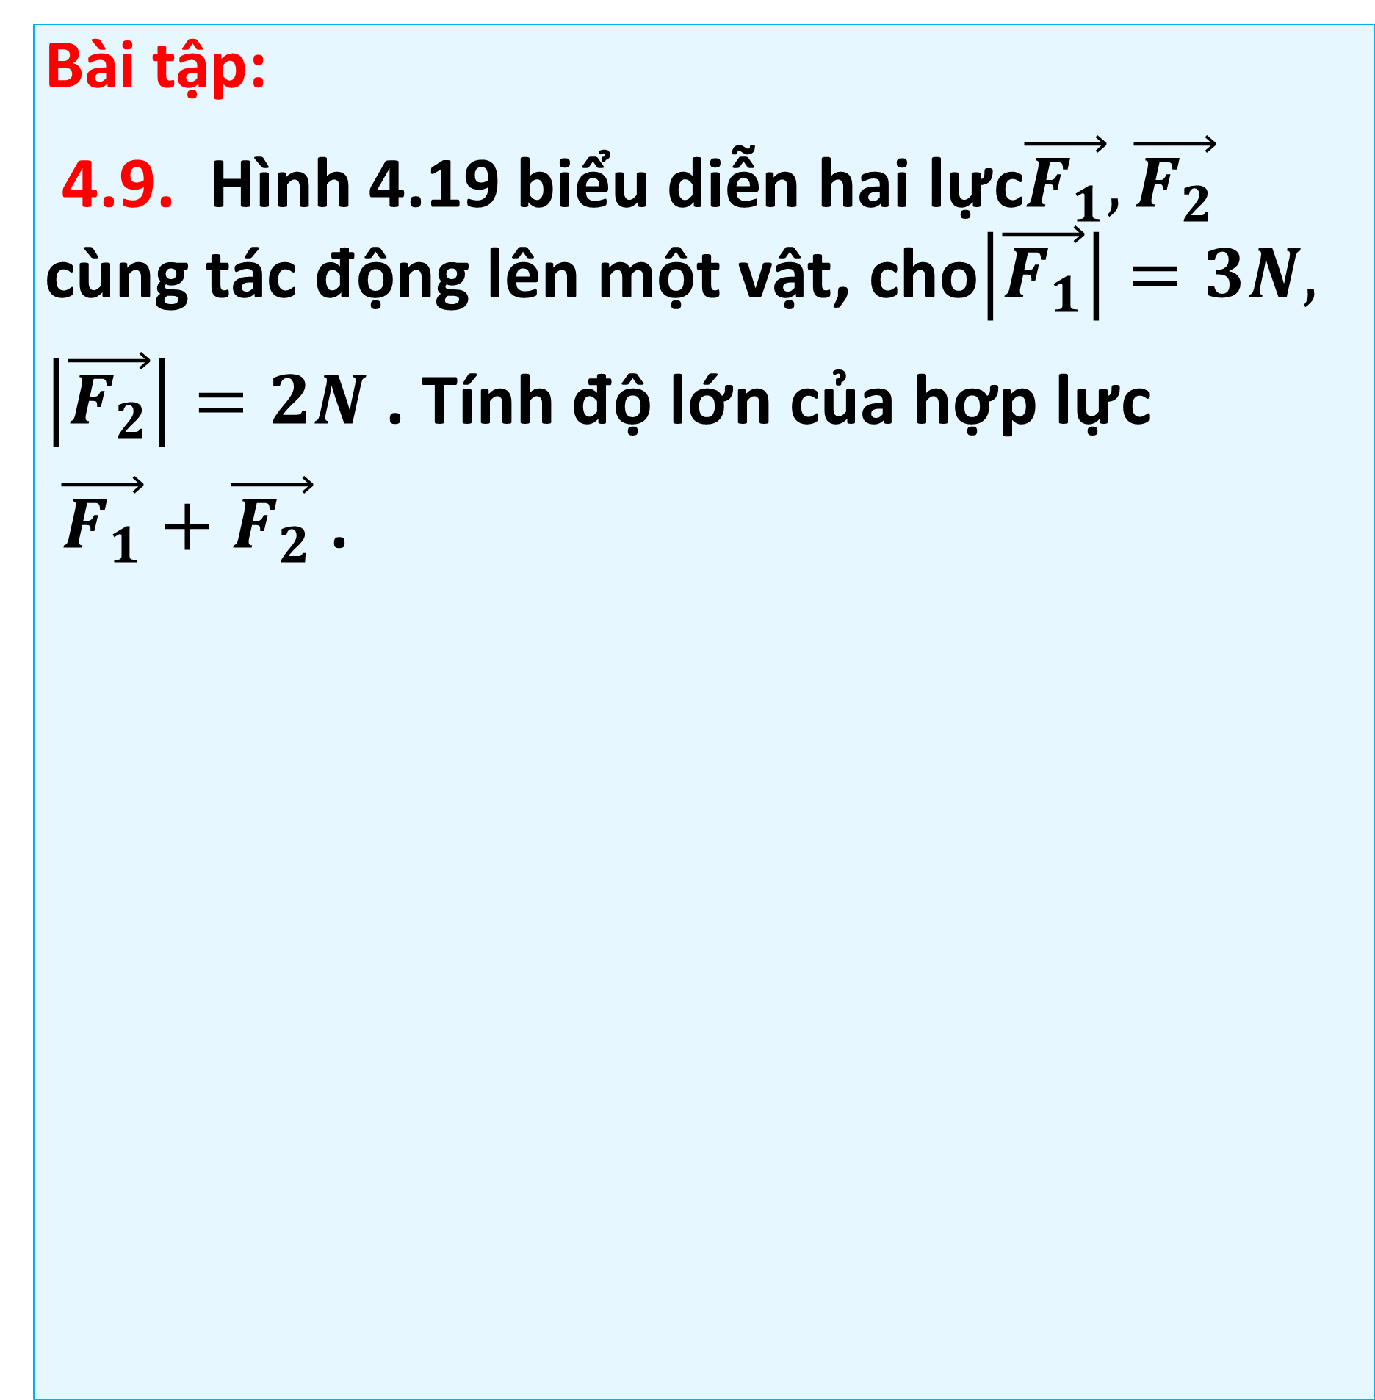 Bài tập:
4.9. Hình 4.19 biểu diễn hai lực$\overrightarrow{F_1}$, $\overrightarrow{F_2}$
cùng tác động lên một vật, cho$|\overrightarrow{F_1}| = 3N$,
$|\overrightarrow{F_2}| = 2N$ . Tính độ lớn của hợp lực
$\overrightarrow{F_1} + \overrightarrow{F_2}$ .